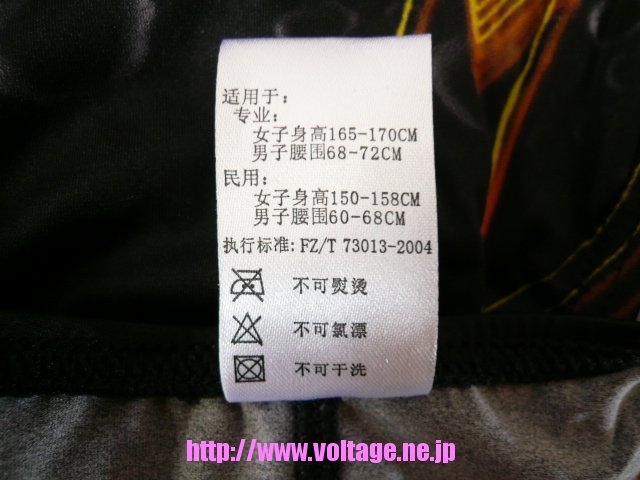 适用于:
专业:
女子身高165-170CM
男子腰围68-72CM
民用:
女子身高150-158CM
男子腰围60-68CM
执行标准: FZ/T 73013-2004
不可熨烫
不可氯漂
不可干洗
http://www.voltage.ne.jp